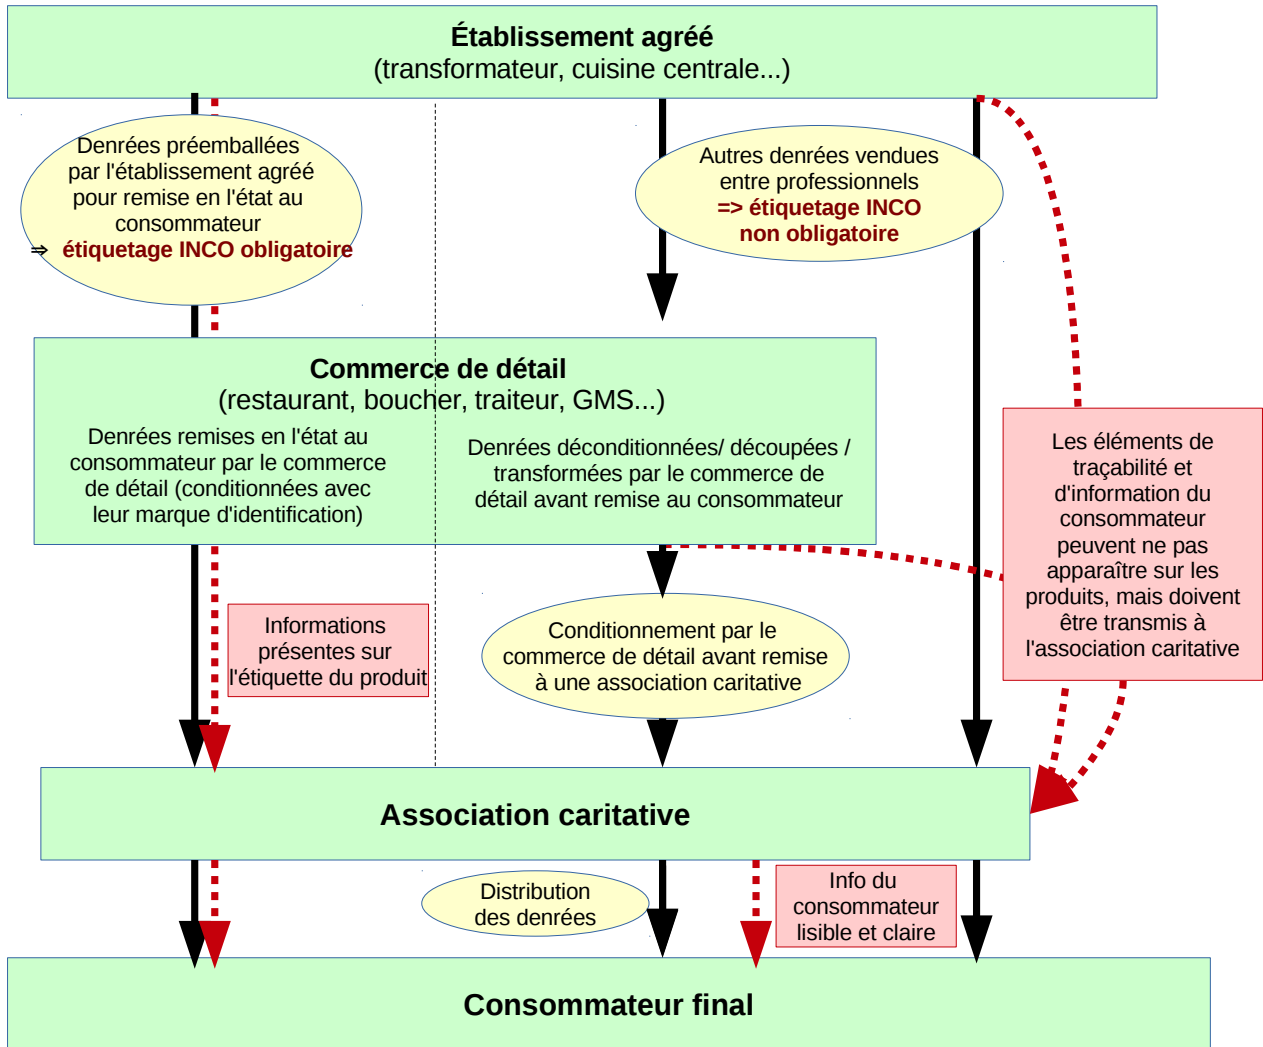 Établissement agréé
(transformateur, cuisine centrale...)
Denrées préemballées
par l'établissement agréé
pour remise en l'état au
consommateur
⇒ étiquetage INCO obligatoire
Autres denrées vendues
entre professionnels
=> étiquetage INCO
non obligatoire
Commerce de détail
(restaurant, boucher, traiteur, GMS...)
Denrées remises en l'état au
consommateur par le commerce
de détail (conditionnées avec
leur marque d'identification)
Denrées déconditionnées/ découpées /
transformées par le commerce de
détail avant remise au consommateur
Les éléments de
traçabilité et
d'information du
consommateur
peuvent ne pas
apparaître sur les
produits, mais doivent
être transmis à
l'association caritative
Informations
présentes sur
l'étiquette du produit
Conditionnement par le
commerce de détail avant remise
à une association caritative
Association caritative
Distribution
des denrées
Info du
consommateur
lisible et claire
Consommateur final